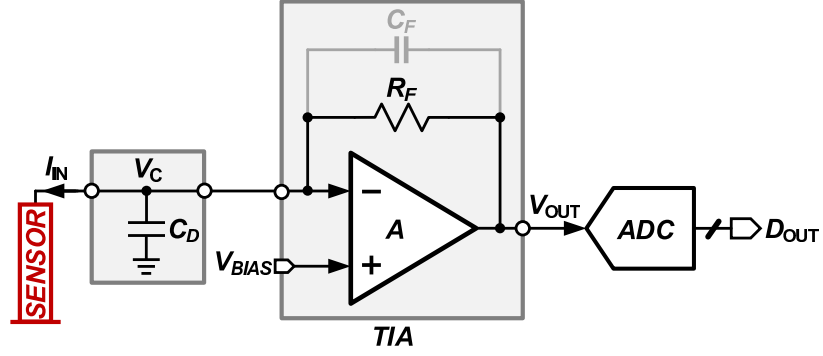 C_F
R_F
I_IN
V_C
C_D
SENSOR
−
A
+
V_BIAS
V_OUT
ADC
D_OUT
TIA